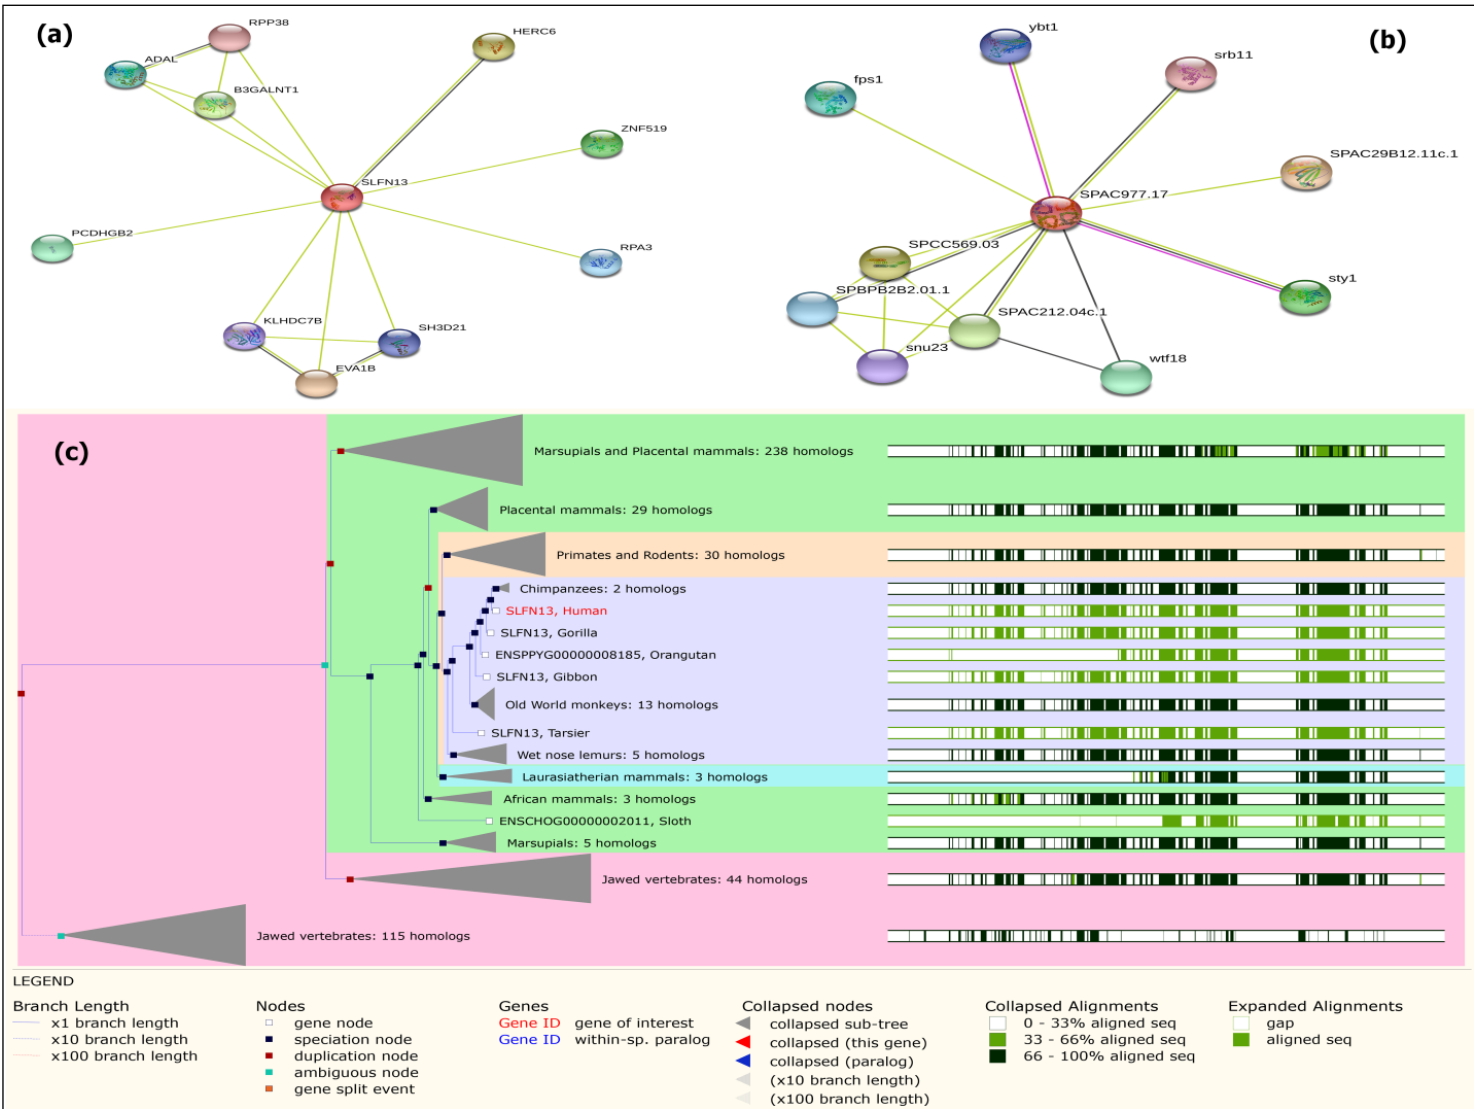 (a)
RPP38
HERC6
ADAL
B3GALNT1
ZNF519
SLFN13
PCDHGB2
RPA3
KLHDC7B
SH3D21
EVA1B
(b)
ybt1
srb11
fps1
SPAC29B12.11c.1
SPAC977.17
SPCC569.03
SPBPB2B2.01.1
sty1
SPAC212.04c.1
snu23
wtf18
(c)
Marsupials and Placental mammals: 238 homologs
Placental mammals: 29 homologs
Primates and Rodents: 30 homologs
Chimpanzees: 2 homologs
SLFN13, Human
SLFN13, Gorilla
ENSPPYG00000008185, Orangutan
SLFN13, Gibbon
Old World monkeys: 13 homologs
SLFN13, Tarsier
Wet nose lemurs: 5 homologs
Laurasiatherian mammals: 3 homologs
African mammals: 3 homologs
ENSCHOG00000002011, Sloth
Marsupials: 5 homologs
Jawed vertebrates: 44 homologs
Jawed vertebrates: 115 homologs
LEGEND
Branch Length
x1 branch length
x10 branch length
x100 branch length
Nodes
gene node
speciation node
duplication node
ambiguous node
gene split event
Genes
Gene ID gene of interest
Gene ID within-sp. paralog
Collapsed nodes
collapsed sub-tree
collapsed (this gene)
collapsed (paralog)
(x10 branch length)
(x100 branch length)
Collapsed Alignments
0 - 33% aligned seq
33 - 66% aligned seq
66 - 100% aligned seq
Expanded Alignments
gap
aligned seq